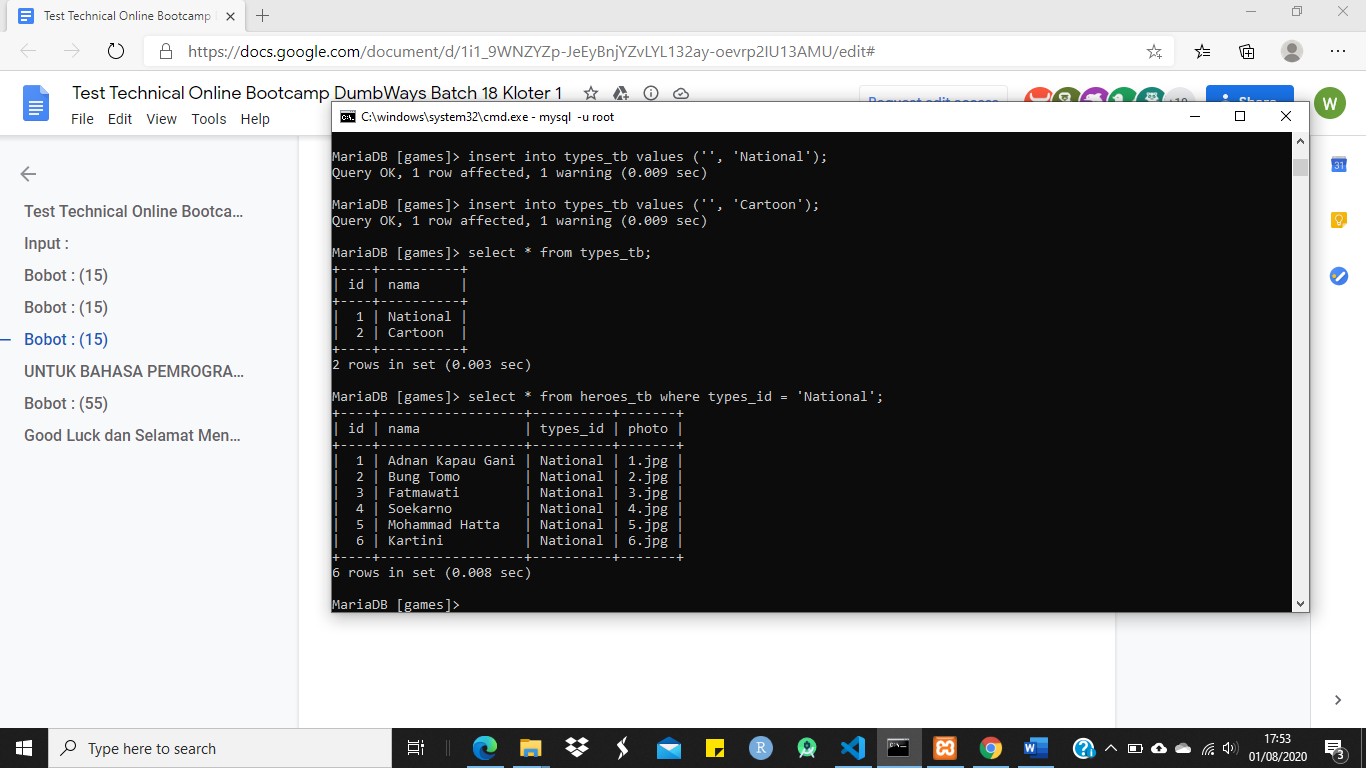 Test Technical Online Bootcamp
https://docs.google.com/document/d/1i1_9WNZYZp-JeEyBnjYZvLYL132ay-oevrp2IU13AMU/edit#
Test Technical Online Bootcamp DumbWays Batch 18 Kloter 1
Request edit access
Share
W
File Edit View Tools Help
C:\windows\system32\cmd.exe - mysql -u root
Test Technical Online Bootca...
Input :
Bobot : (15)
Bobot : (15)
Bobot : (15)
UNTUK BAHASA PEMROGRA...
Bobot : (55)
Good Luck dan Selamat Men...
MariaDB [games]> insert into types_tb values ('', 'National');
Query OK, 1 row affected, 1 warning (0.009 sec)
MariaDB [games]> insert into types_tb values ('', 'Cartoon');
Query OK, 1 row affected, 1 warning (0.009 sec)
MariaDB [games]> select * from types_tb;
+----+----------+
| id | nama     |
+----+----------+
|  1 | National |
|  2 | Cartoon  |
+----+----------+
2 rows in set (0.003 sec)
MariaDB [games]> select * from heroes_tb where types_id = 'National';
+----+------------------+----------+-------+
| id | nama             | types_id | photo |
+----+------------------+----------+-------+
|  1 | Adnan Kapau Gani | National | 1.jpg |
|  2 | Bung Tomo        | National | 2.jpg |
|  3 | Fatmawati        | National | 3.jpg |
|  4 | Soekarno         | National | 4.jpg |
|  5 | Mohammad Hatta   | National | 5.jpg |
|  6 | Kartini          | National | 6.jpg |
+----+------------------+----------+-------+
6 rows in set (0.008 sec)
MariaDB [games]>
31
Type here to search
R
17:53
01/08/2020
3